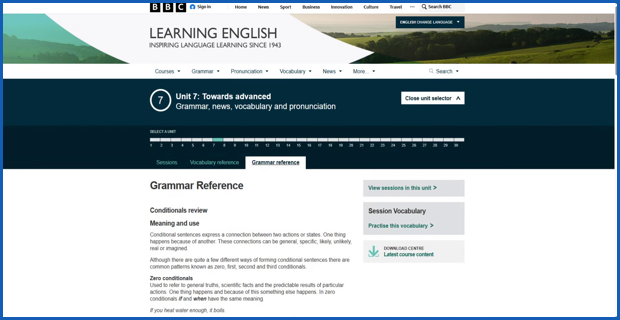 BBC Sign in Home News Sport Business Innovation Culture Travel ··· Search BBC
ENGLISH CHANGE LANGUAGE
LEARNING ENGLISH
INSPIRING LANGUAGE LEARNING SINCE 1943
Courses Grammar Pronunciation Vocabulary News More... Search
7 Unit 7: Towards advanced
Grammar, news, vocabulary and pronunciation
Close unit selector
SELECT A UNIT
1 2 3 4 5 6 7 8 9 10 11 12 13 14 15 16 17 18 19 20 21 22 23 24 25 26 27 28 29 30
Sessions Vocabulary reference Grammar reference
Grammar Reference
View sessions in this unit
Session Vocabulary
Practise this vocabulary
DOWNLOAD CENTRE
Latest course content
Conditionals review
Meaning and use
Conditional sentences express a connection between two actions or states. One thing
happens because of another. These connections can be general, specific, likely, unlikely,
real or imagined.
Although there are quite a few different ways of forming conditional sentences there are
common patterns known as zero, first, second and third conditionals.
Zero conditionals
Used to refer to general truths, scientific facts and the predictable results of particular
actions. One thing happens and because of this something else happens. In zero
conditionals if and when have the same meaning.
If you heat water enough, it boils.